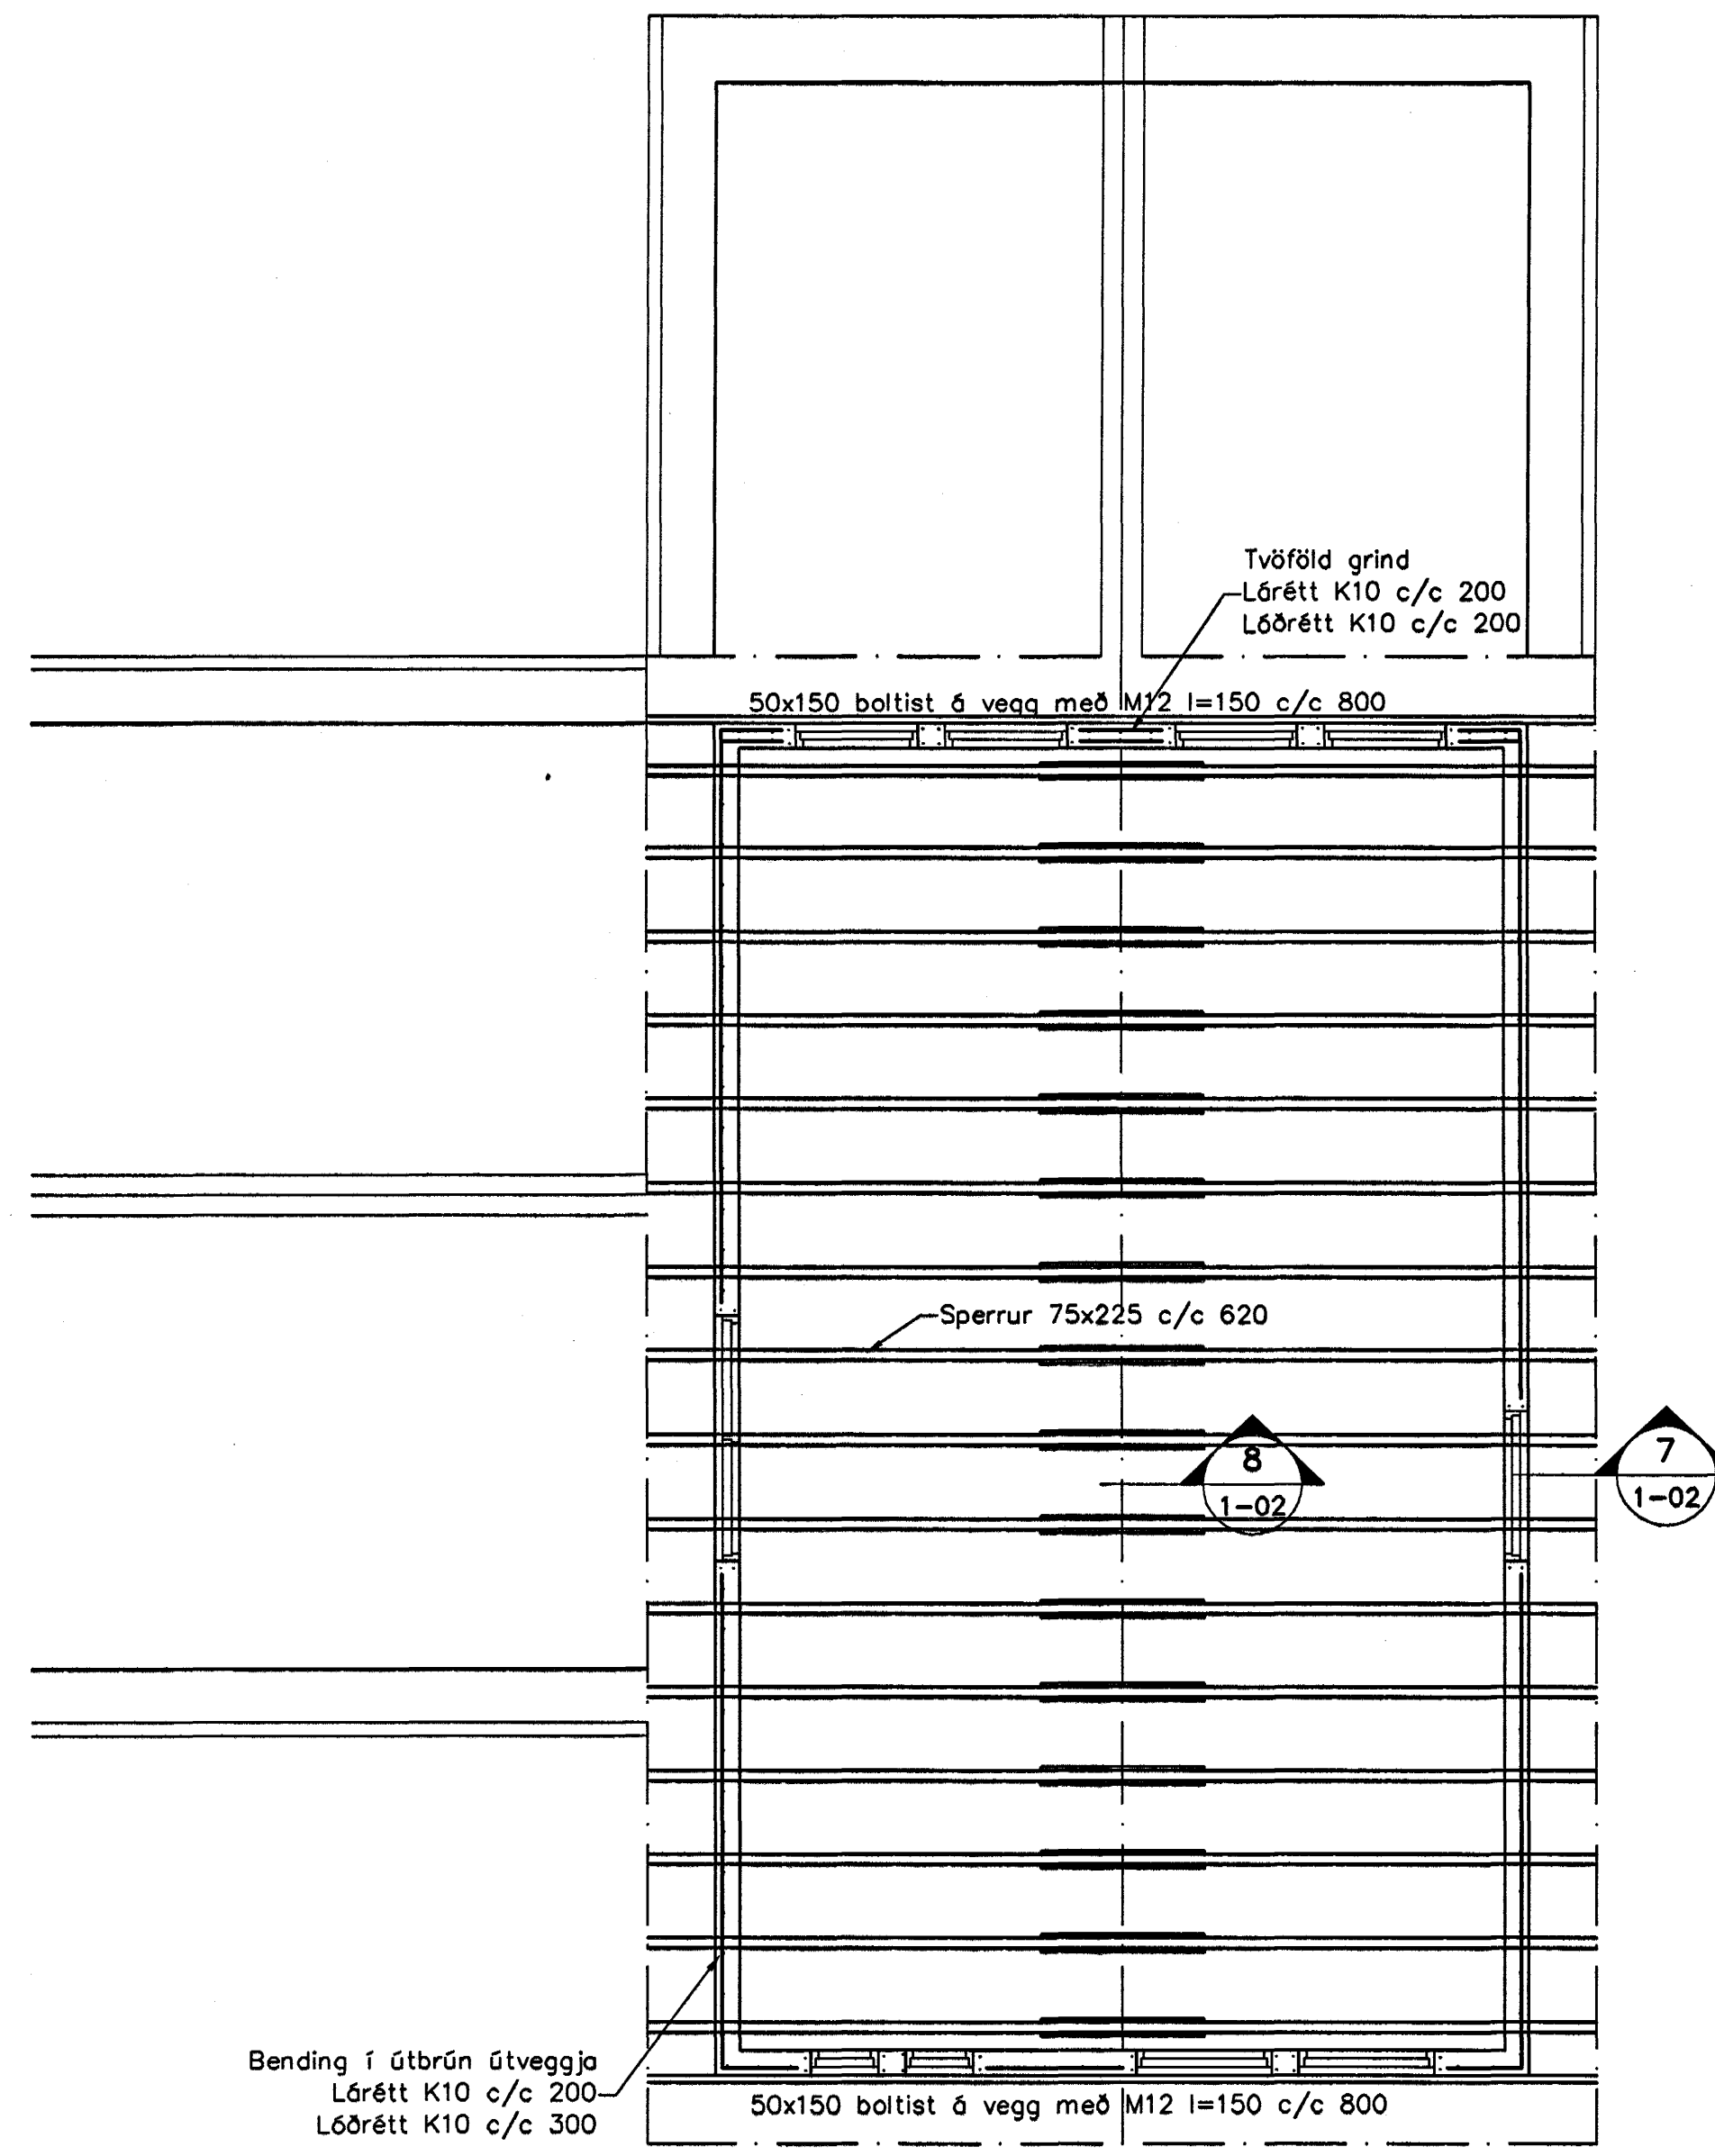 Tvöföld grind
Lárétt K10 c/c 200
Lóðrétt K10 c/c 200
50x150 boltist á vegg með M12 l=150 c/c 800
Sperrur 75x225 c/c 620
8
1-02
7
1-02
Bending í útbrún útveggja
Lárétt K10 c/c 200
Lóðrétt K10 c/c 300
50x150 boltist á vegg með M12 l=150 c/c 800